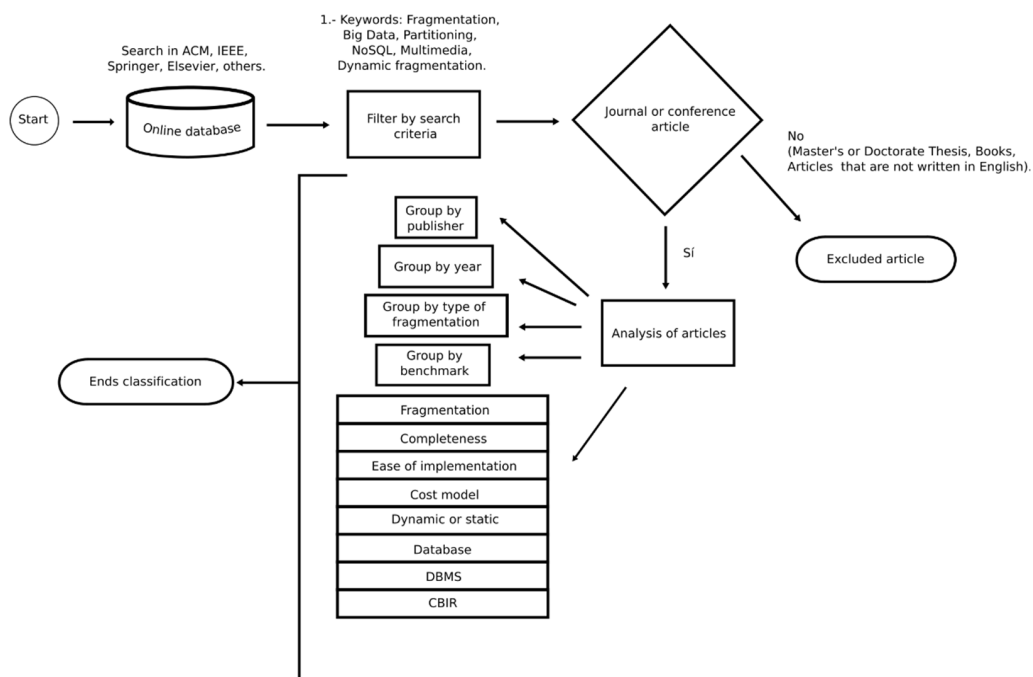 1.- Keywords: Fragmentation,
Big Data, Partitioning,
NoSQL, Multimedia,
Dynamic fragmentation.
Search in ACM, IEEE,
Springer, Elsevier, others.
Start
Online database
Filter by search
criteria
Journal or conference
article
No
(Master's or Doctorate Thesis, Books,
Articles that are not written in English).
Excluded article
Sí
Analysis of articles
Group by
publisher
Group by year
Group by type of
fragmentation
Group by
benchmark
Fragmentation
Completeness
Ease of implementation
Cost model
Dynamic or static
Database
DBMS
CBIR
Ends classification